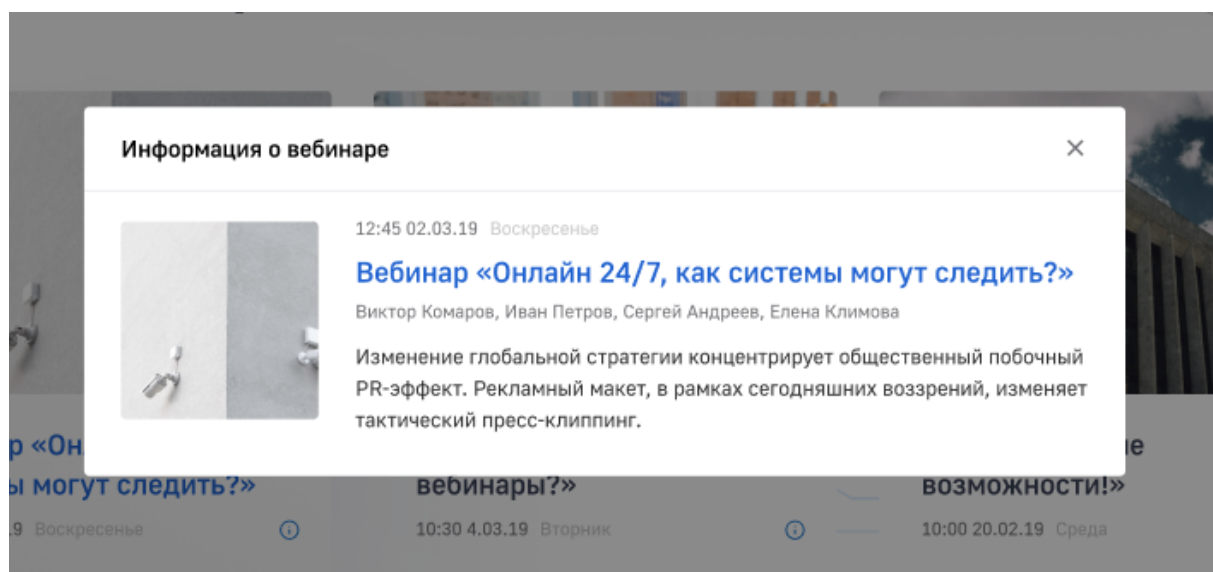 Информация о вебинаре
12:45 02.03.19 Воскресенье
Вебинар «Онлайн 24/7, как системы могут следить?»
Виктор Комаров, Иван Петров, Сергей Андреев, Елена Климова
Изменение глобальной стратегии концентрирует общественный побочный
PR-эффект. Рекламный макет, в рамках сегодняшних воззрений, изменяет
тактический пресс-клиппинг.
могут следить?»
вебинары?»
возможности!»
Воскресенье
10:30 4.03.19 Вторник
10:00 20.02.19 Среда